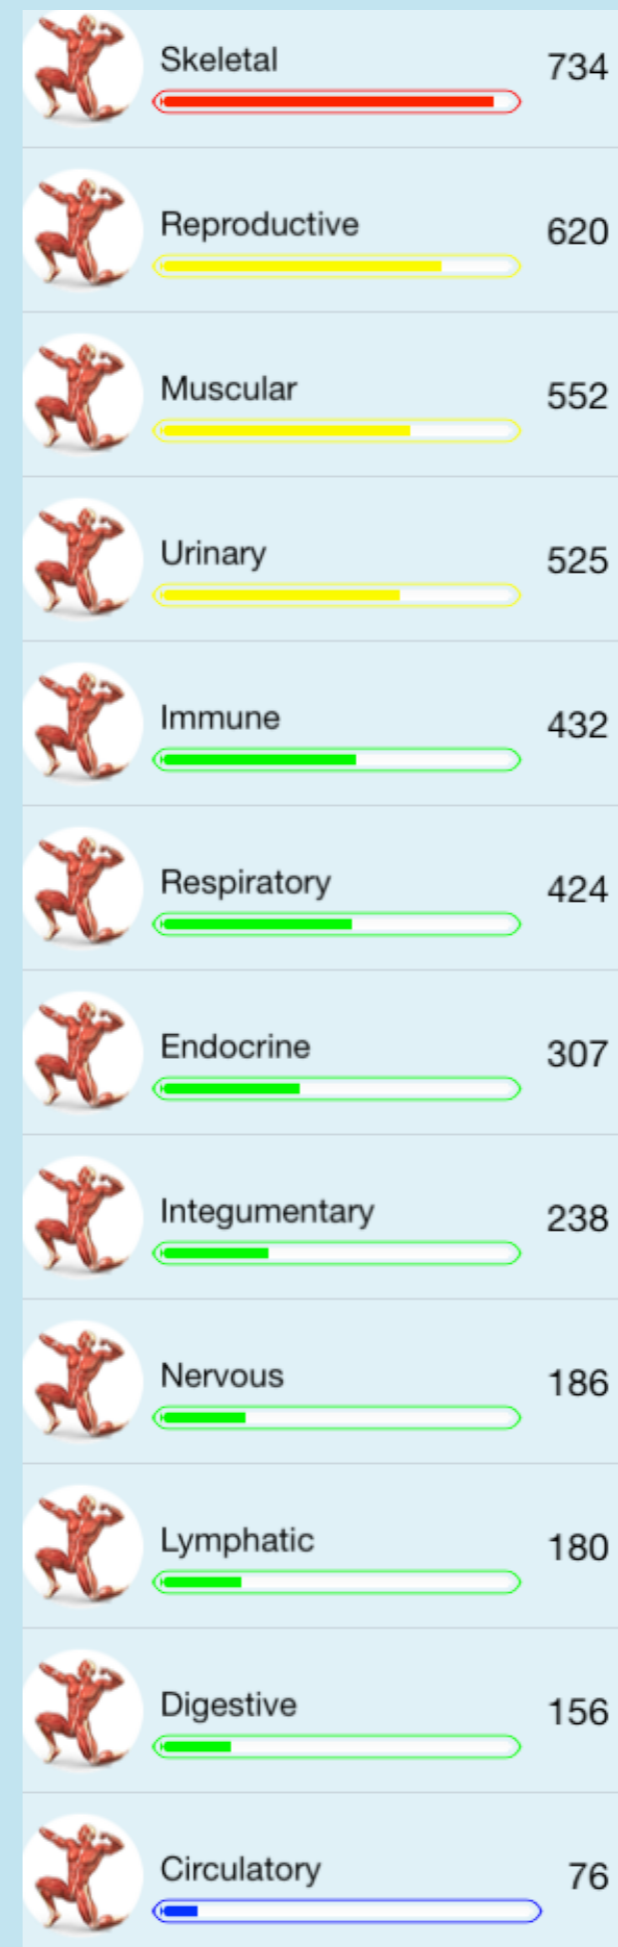 Skeletal 734
Reproductive 620
Muscular 552
Urinary 525
Immune 432
Respiratory 424
Endocrine 307
Integumentary 238
Nervous 186
Lymphatic 180
Digestive 156
Circulatory 76